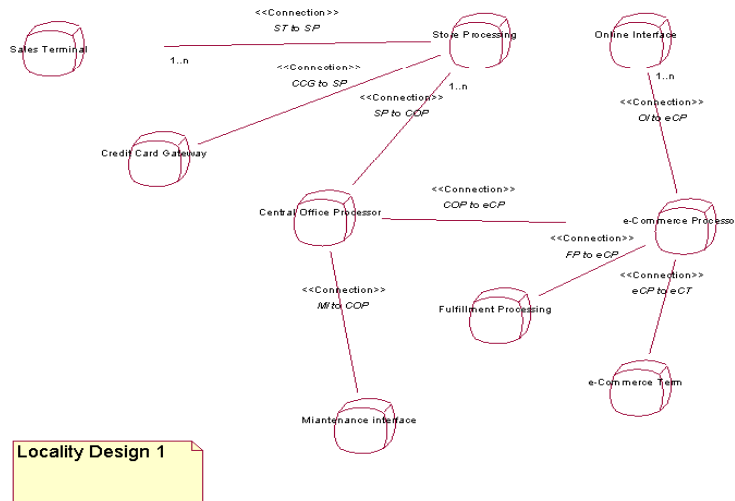 <<Connection>>
ST to SP
Sales Terminal
Store Processing
Online Interface
1..n
<<Connection>>
CCG to SP
1..n
1..n
<<Connection>>
SP to COP
<<Connection>>
OI to eCP
Credit Card Gateway
<<Connection>>
COP to eCP
Central Office Processor
e-Commerce Processo
<<Connection>>
FP to eCP
<<Connection>>
eCP to eCT
<<Connection>>
MI to COP
Fulfillment Processing
e-Commerce Term
Miantenance interface
Locality Design 1